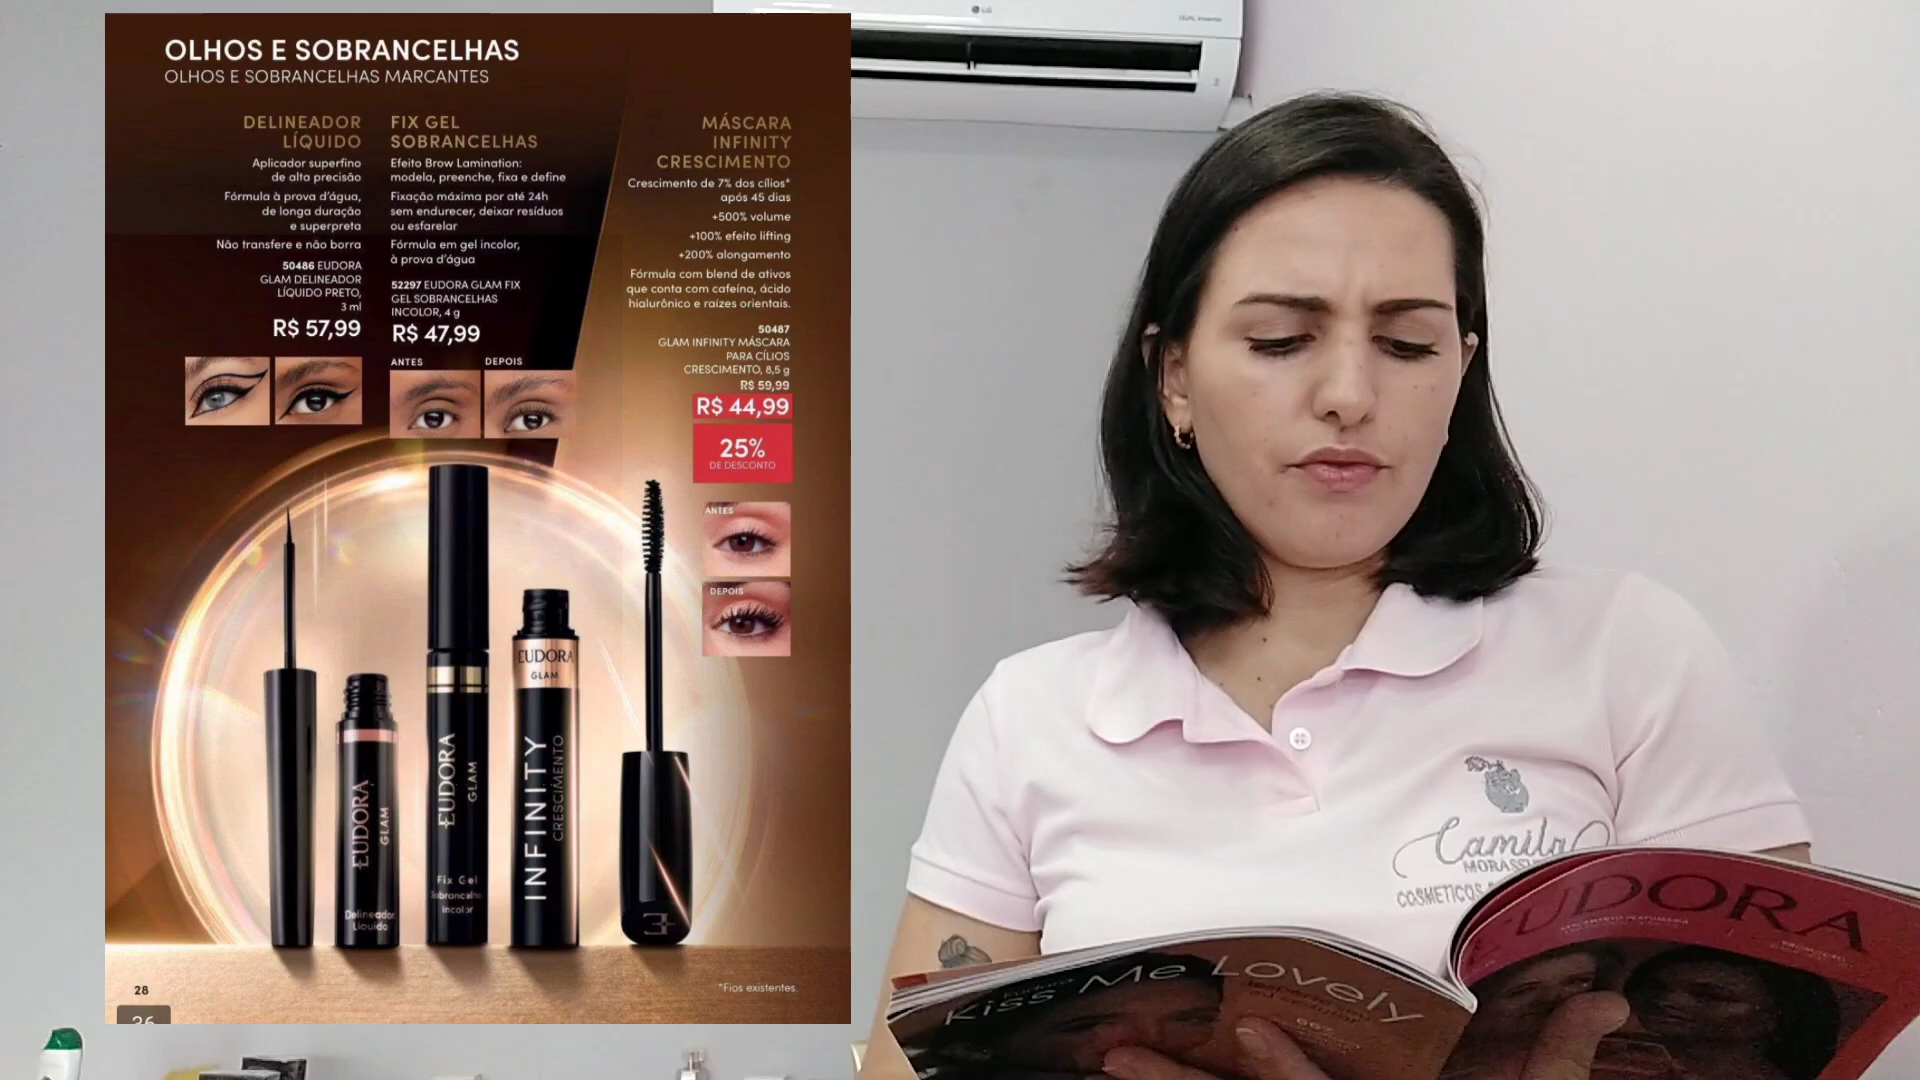 OLHOS E SOBRANCELHAS
OLHOS E SOBRANCELHAS MARCANTES
DELINEADOR
LÍQUIDO
Aplicador superfino
de alta precisão
Fórmula à prova d'água,
de longa duração
e superpreta
Não transfere e não borra
50486 EUDORA
GLAM DELINEADOR
LÍQUIDO PRETO,
3 ml
R$ 57,99
FIX GEL
SOBRANCELHAS
Efeito Brow Lamination:
modela, preenche, fixa e define
Fixação máxima por até 24h
sem endurecer, deixar resíduos
ou esfarelar
Fórmula em gel incolor,
à prova d'água
52297 EUDORA GLAM FIX
GEL SOBRANCELHAS
INCOLOR, 4 g
R$ 47,99
ANTES
DEPOIS
MÁSCARA
INFINITY
CRESCIMENTO
Crescimento de 7% dos cílios*
após 45 dias
+500% volume
+100% efeito lifting
+200% alongamento
Fórmula com blend de ativos
que conta com cafeína, ácido
hialurônico e raízes orientais.
50487
GLAM INFINITY MÁSCARA
PARA CÍLIOS
CRESCIMENTO, 8,5 g
R$ 59,99
R$ 44,99
25%
DE DESCONTO
ANTES
DEPOIS
EUDORA
GLAM
Delineador
Líquido
EUDORA
GLAM
Fix Gel
Sobrancelha
Incolor
EUDORA
GLAM
INFINITY
CRESCIMENTO
28
*Fios existentes.
LG
DUAL Inverter
Camila
COSMETICOS
Kiss Me Lovely
EUDORA